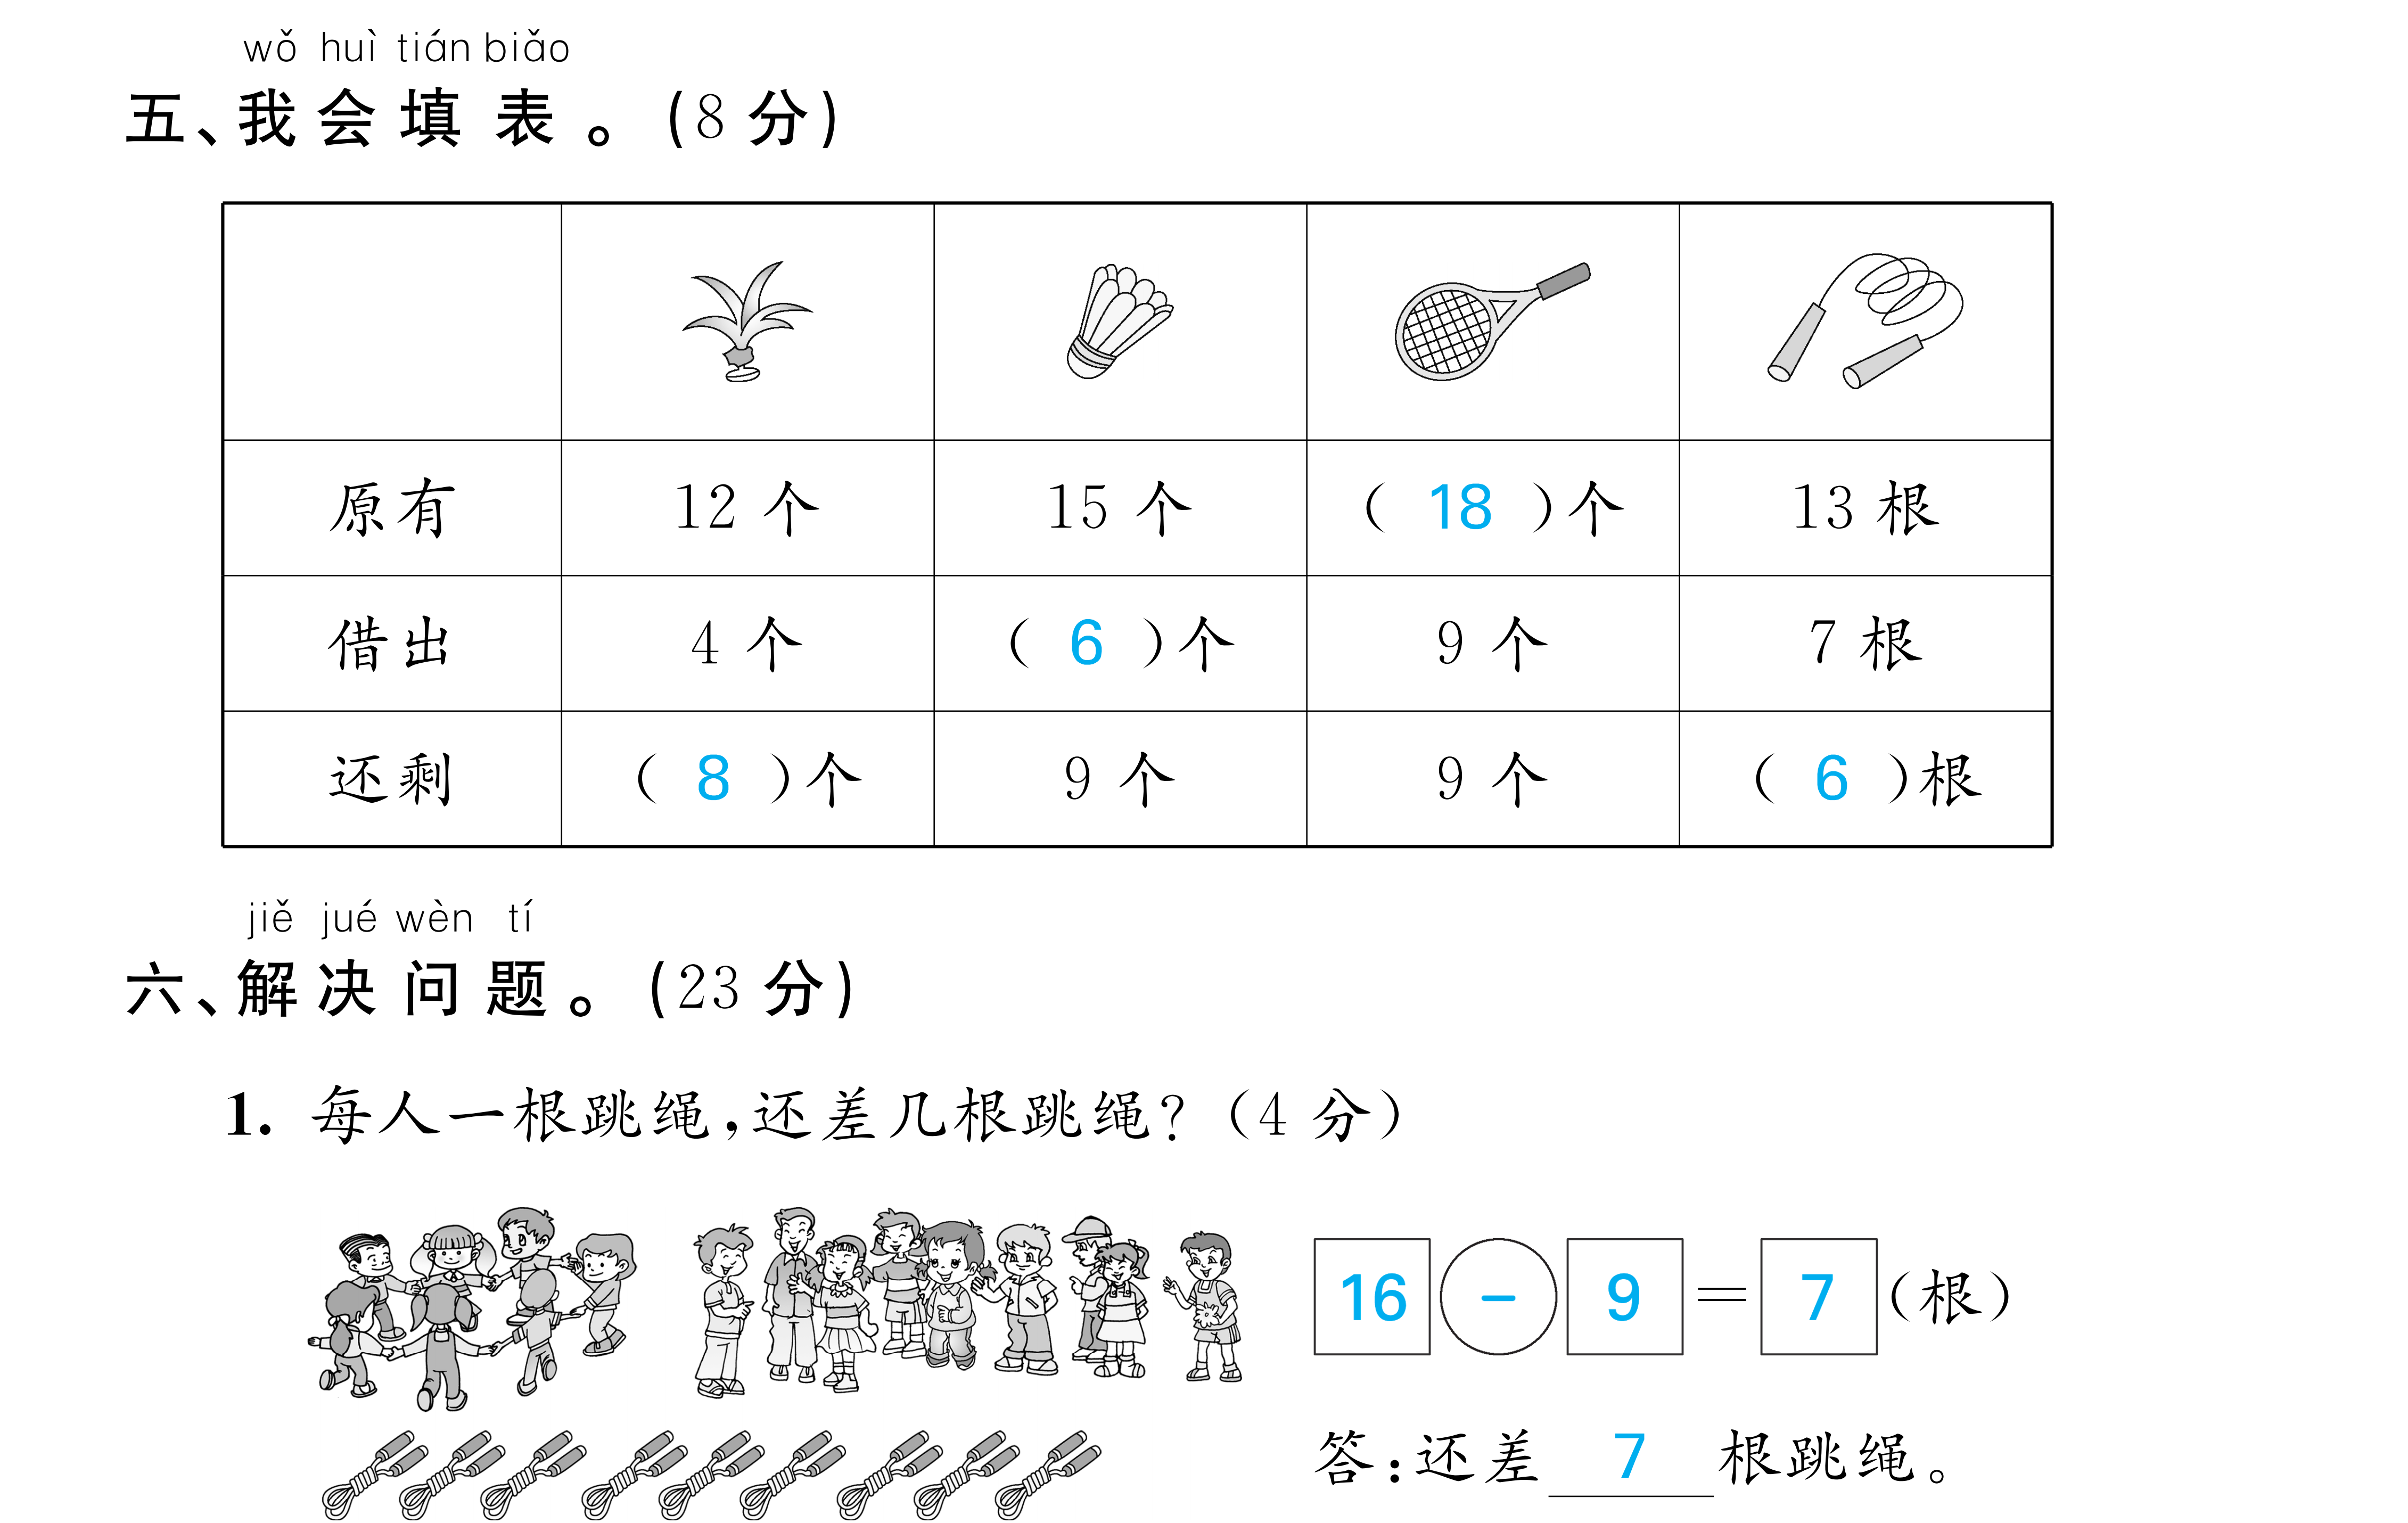 wǒ huì tián biǎo
五、我会填表。(8分)
原有 12个 15个 (18)个 13根
借出 4个 (6)个 9个 7根
还剩 (8)个 9个 9个 (6)根
jiě jué wèn tí
六、解决问题。(23分)
1. 每人一根跳绳,还差几根跳绳?(4分)
16 - 9 = 7 (根)
答:还差 7 根跳绳。